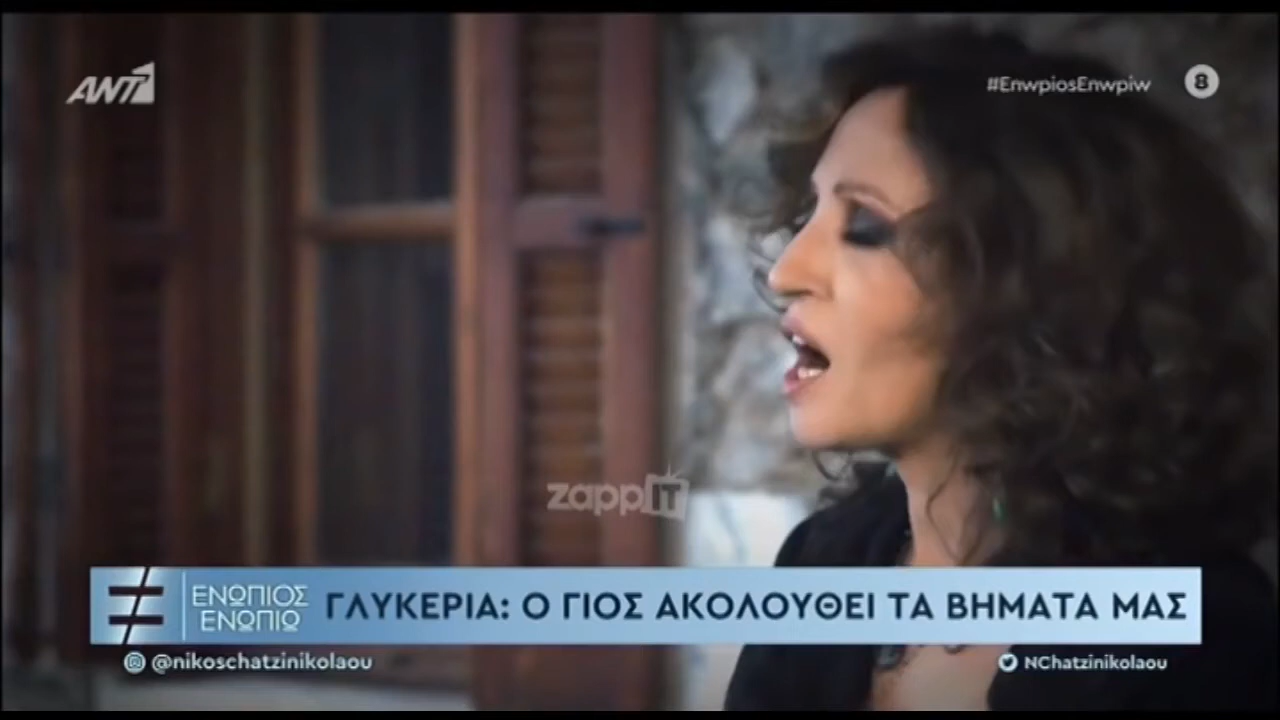 ANT1
#EnwpiosEnwpiw
8
zappIT
ΕΝΩΠΙΟΣ
ΕΝΩΠΙΩ
ΓΛΥΚΕΡΙΑ: Ο ΓΙΟΣ ΑΚΟΛΟΥΘΕΙ ΤΑ ΒΗΜΑΤΑ ΜΑΣ
@nikoschatzinikolaou
NChatzinikolaou